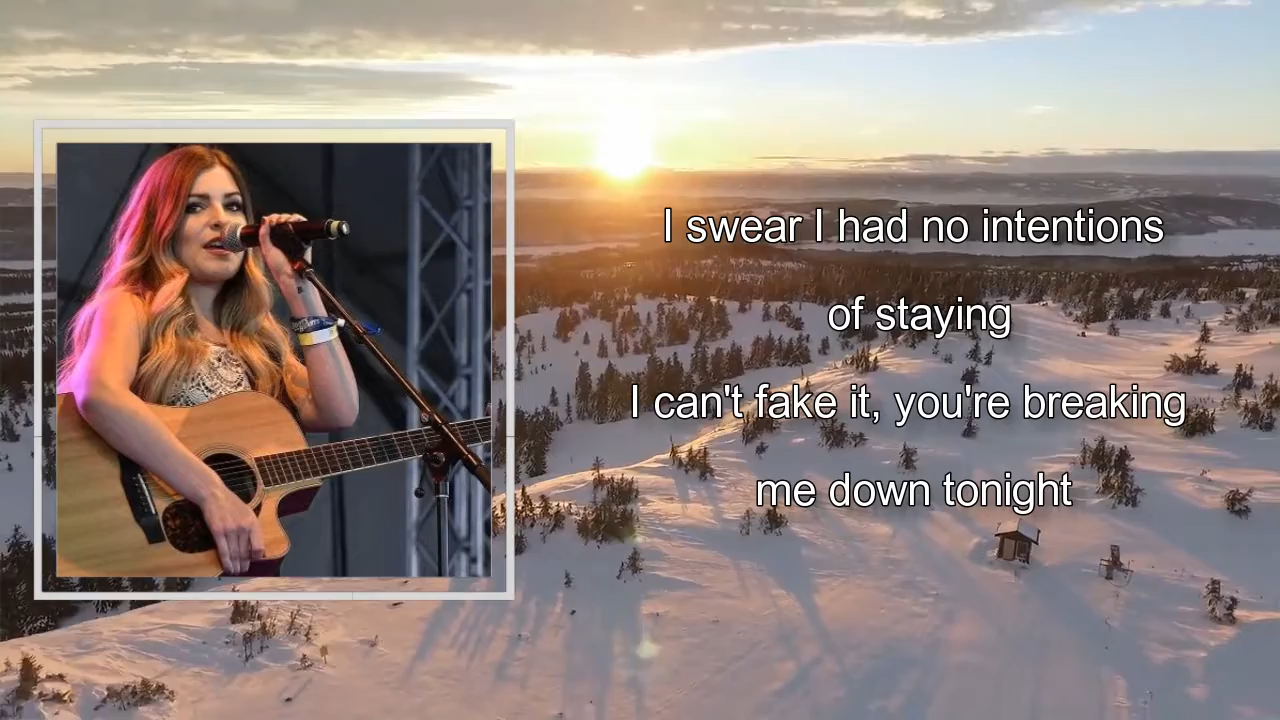 I swear I had no intentions
of staying
I can't fake it, you're breaking
me down tonight